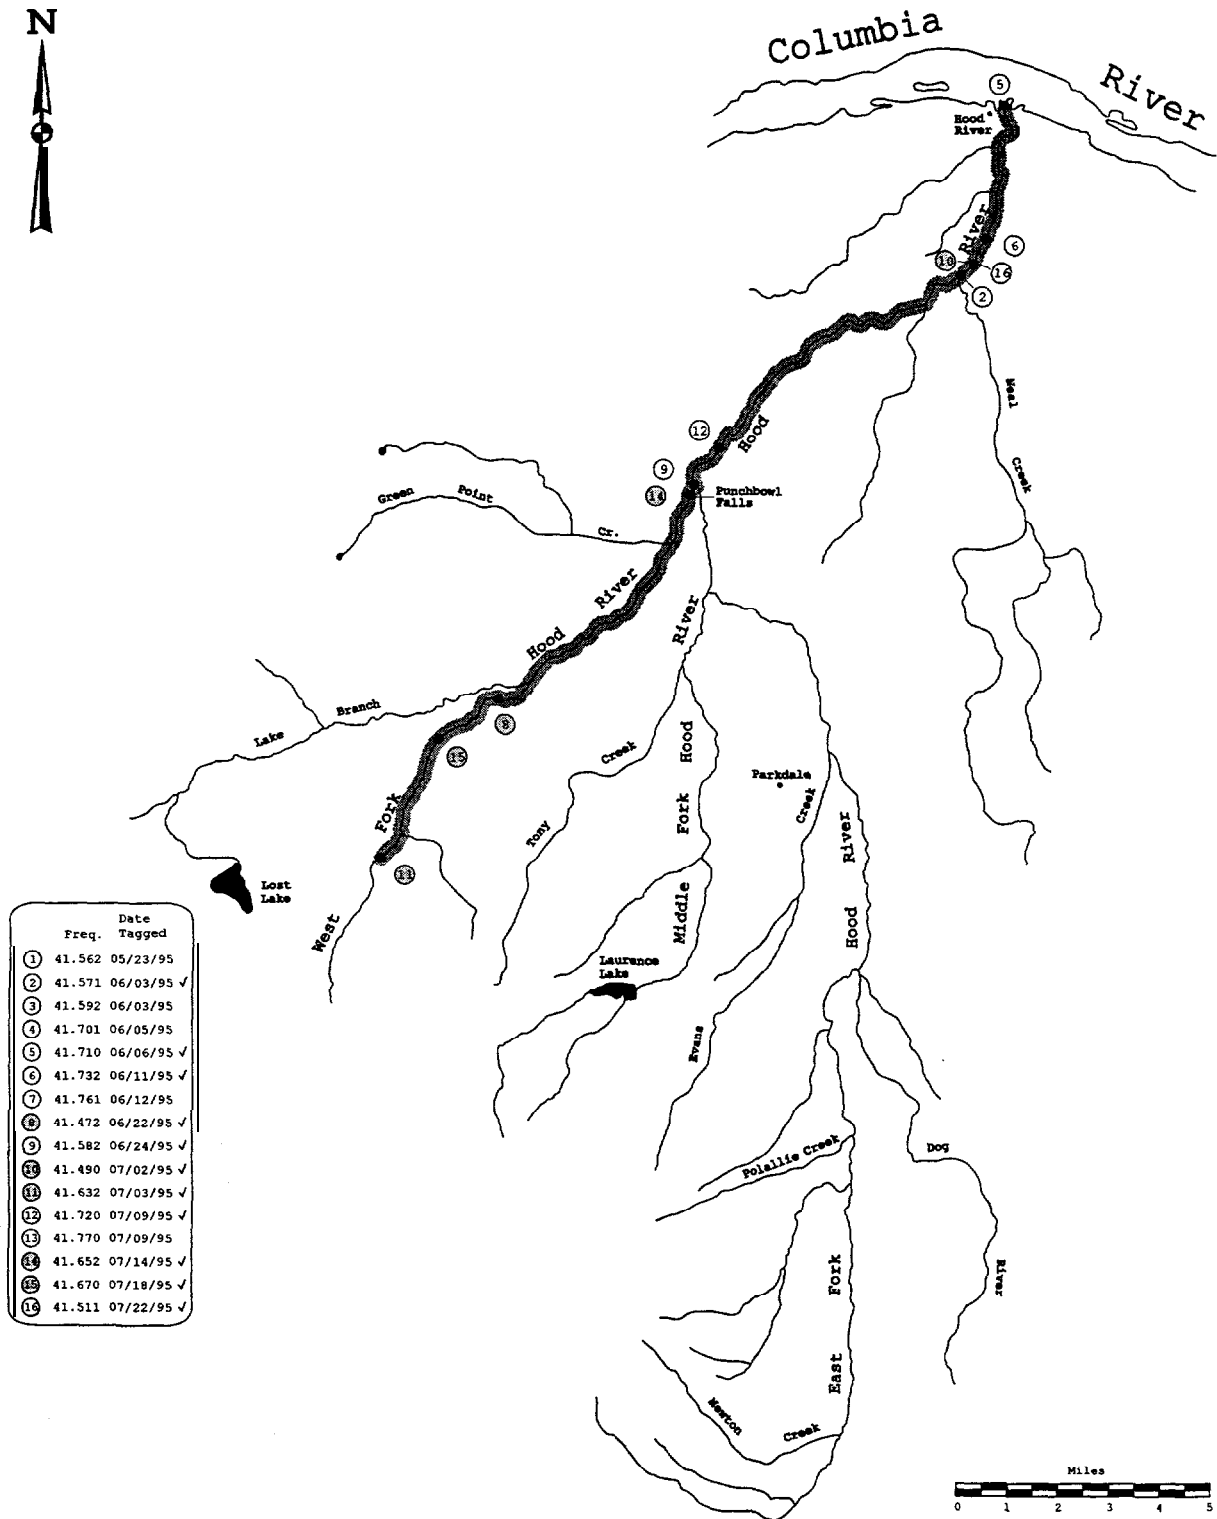 N
Columbia
River
5
Hood
River
River
6
10
16
2
Neal
Creek
12
Hood
9
14
Punchbowl
Falls
Green Point
Cr.
River
Hood
River
Branch
Lake
8
15
Creek
Tony
Hood
Fork
Middle
Parkdale
Creek
River
Hood
Fork
11
West
Lost
Lake
Laurance
Lake
Evans
Polallie Creek
Dog
River
Fork
East
Newton
Creek
Date
Freq. Tagged
1 41.562 05/23/95
2 41.571 06/03/95 ✓
3 41.592 06/03/95
4 41.701 06/05/95
5 41.710 06/06/95 ✓
6 41.732 06/11/95 ✓
7 41.761 06/12/95
8 41.472 06/22/95 ✓
9 41.582 06/24/95 ✓
10 41.490 07/02/95 ✓
11 41.632 07/03/95 ✓
12 41.720 07/09/95 ✓
13 41.770 07/09/95
14 41.652 07/14/95 ✓
15 41.670 07/18/95 ✓
16 41.511 07/22/95 ✓
Miles
0 1 2 3 4 5